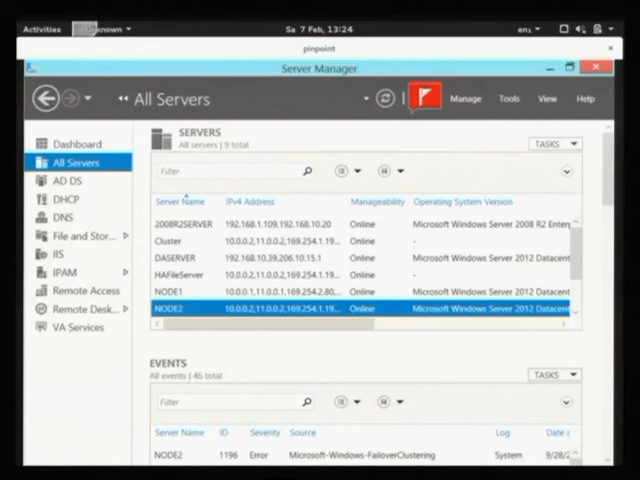 Activities
Unknown
Sa 7 Feb, 13:24
en1
pinpoint
Server Manager
All Servers
Manage Tools View Help
Dashboard
All Servers
AD DS
DHCP
DNS
File and Stor...
IIS
IPAM
Remote Access
Remote Desk...
VA Services
SERVERS
All servers | 9 total
TASKS
Filter
Server Name IPv4 Address Manageability Operating System Version
2008R2SERVER 192.168.1.109,192.168.10.20 Online Microsoft Windows Server 2008 R2 Enterp
Cluster 10.0.0.2,11.0.0.2,169.254.1.19... Online -
DASERVER 192.168.10.39,206.10.15.1 Online Microsoft Windows Server 2012 Datacent
HAFileServer 10.0.0.2,11.0.0.2,169.254.1.19... Online -
NODE1 10.0.0.1,11.0.0.1,169.254.2.80,... Online Microsoft Windows Server 2012 Datacent
NODE2 10.0.0.2,11.0.0.2,169.254.1.19... Online Microsoft Windows Server 2012 Datacent
EVENTS
All events | 46 total
TASKS
Filter
Server Name ID Severity Source Log Date a
NODE2 1196 Error Microsoft-Windows-FailoverClustering System 9/28/2